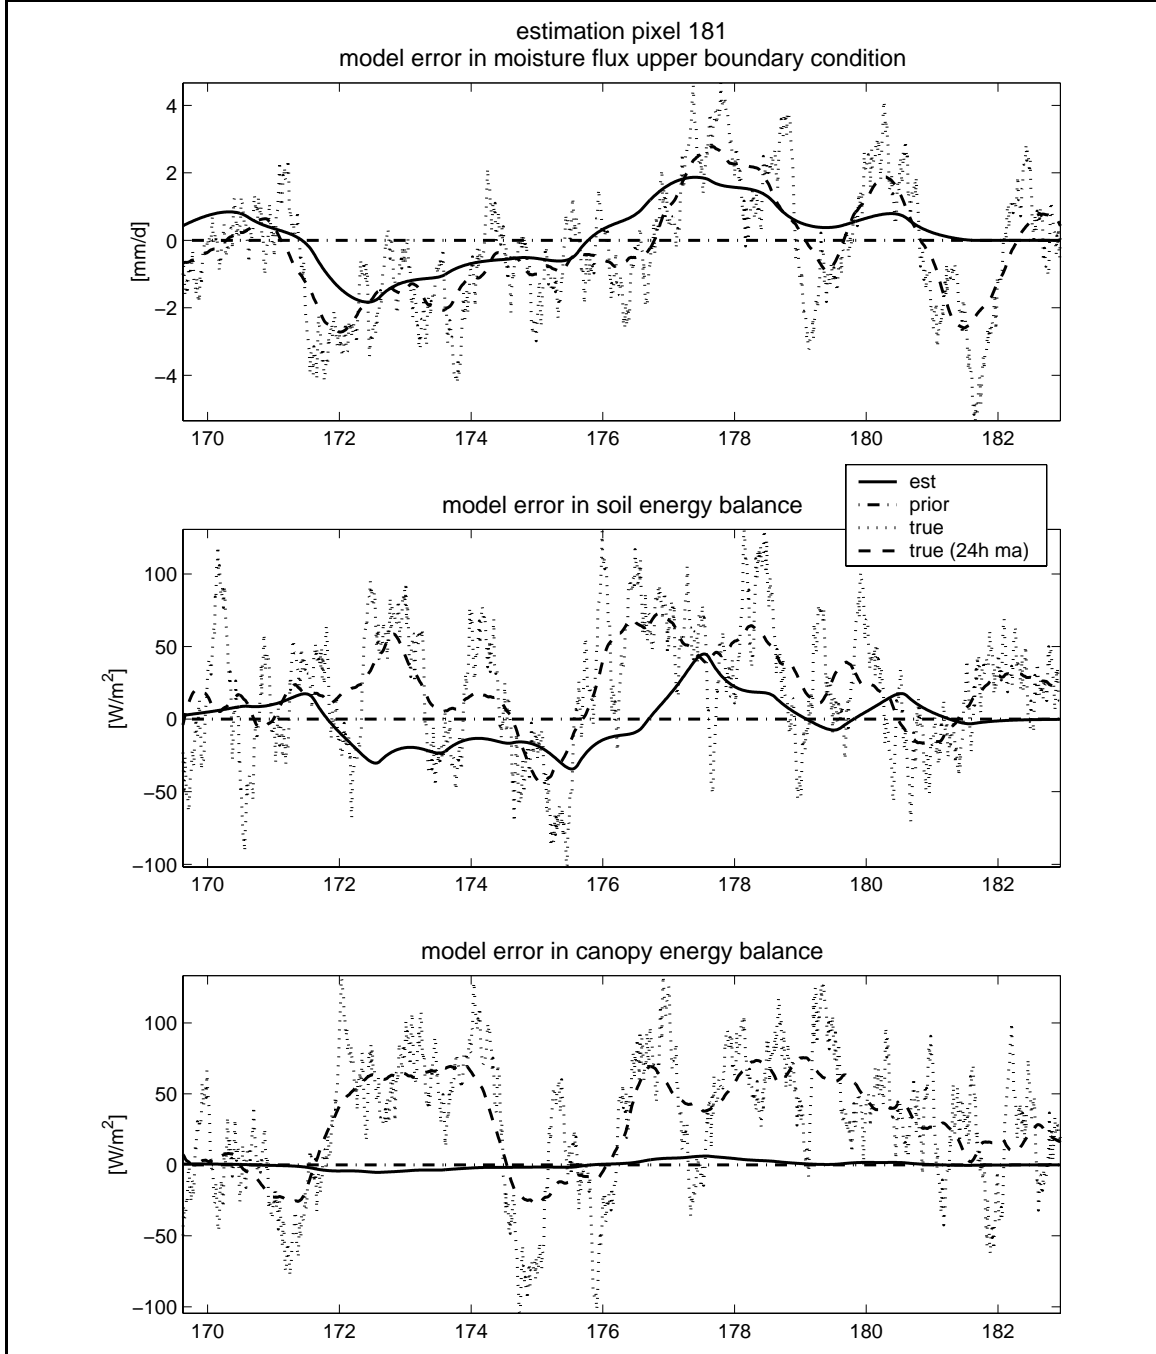 estimation pixel 181
model error in moisture flux upper boundary condition
4
2
0
−2
−4
[mm/d]
170 172 174 176 178 180 182
est
prior
true
true (24h ma)
model error in soil energy balance
100
50
0
−50
−100
[W/m²]
170 172 174 176 178 180 182
model error in canopy energy balance
100
50
0
−50
−100
[W/m²]
170 172 174 176 178 180 182